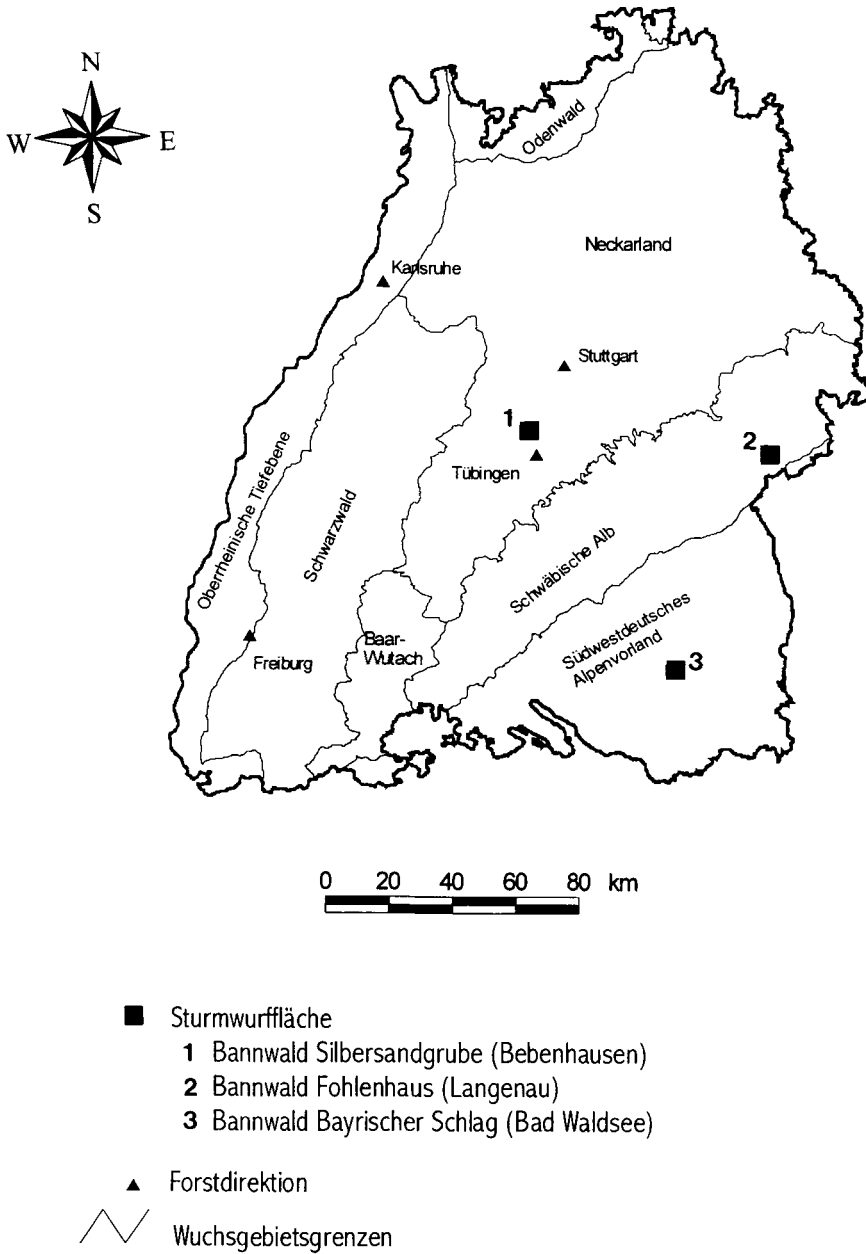 N
W E
S
Odenwald
Neckarland
Karlsruhe
Stuttgart
1
2
Tübingen
Oberrheinische Tiefebene
Schwarzwald
Schwäbische Alb
Baar-
Wutach
Südwestdeutsches
Alpenvorland
3
Freiburg
0 20 40 60 80 km
Sturmwurffläche
1 Bannwald Silbersandgrube (Bebenhausen)
2 Bannwald Fohlenhaus (Langenau)
3 Bannwald Bayrischer Schlag (Bad Waldsee)
Forstdirektion
Wuchsgebietsgrenzen